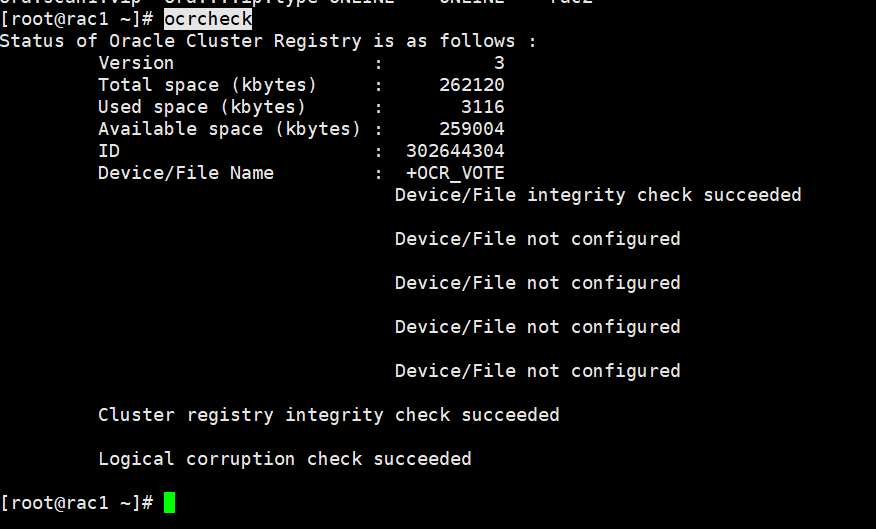 [root@rac1 ~]# ocrcheck
Status of Oracle Cluster Registry is as follows :
Version : 3
Total space (kbytes) : 262120
Used space (kbytes) : 3116
Available space (kbytes) : 259004
ID : 302644304
Device/File Name : +OCR_VOTE
Device/File integrity check succeeded
Device/File not configured
Device/File not configured
Device/File not configured
Device/File not configured
Cluster registry integrity check succeeded
Logical corruption check succeeded
[root@rac1 ~]#